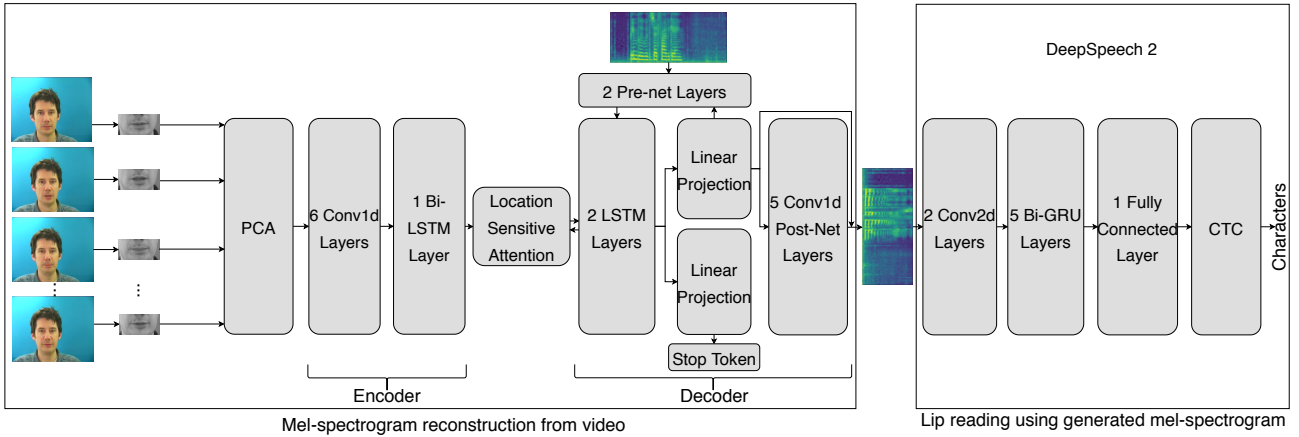 DeepSpeech 2
2 Pre-net Layers
PCA
6 Conv1d
Layers
1 Bi-
LSTM
Layer
Location
Sensitive
Attention
2 LSTM
Layers
Linear
Projection
Linear
Projection
Stop Token
5 Conv1d
Post-Net
Layers
2 Conv2d
Layers
5 Bi-GRU
Layers
1 Fully
Connected
Layer
CTC
Characters
Encoder
Decoder
Mel-spectrogram reconstruction from video
Lip reading using generated mel-spectrogram